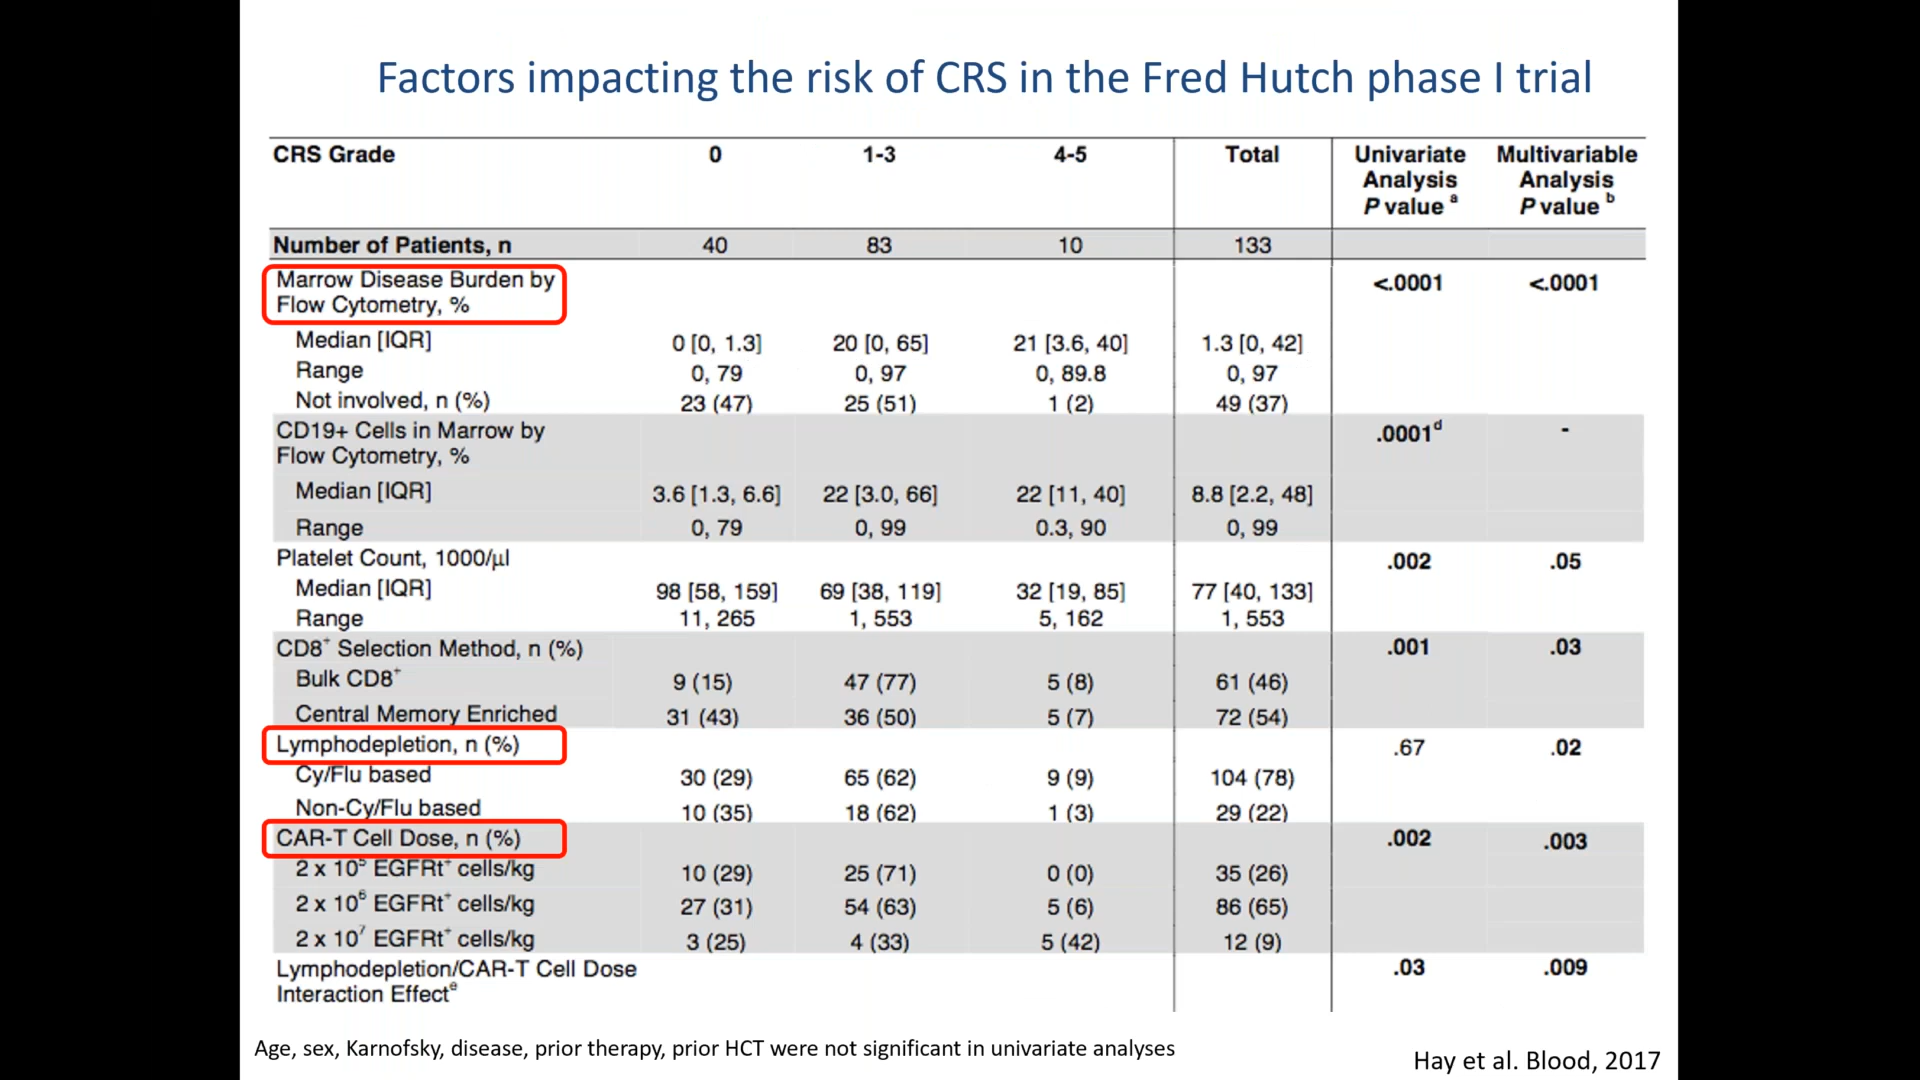 Factors impacting the risk of CRS in the Fred Hutch phase I trial
CRS Grade 0 1-3 4-5 Total Univariate Analysis P value a Multivariable Analysis P value b
Number of Patients, n 40 83 10 133
Marrow Disease Burden by <.0001 <.0001
Flow Cytometry, %
Median [IQR] 0 [0, 1.3] 20 [0, 65] 21 [3.6, 40] 1.3 [0, 42]
Range 0, 79 0, 97 0, 89.8 0, 97
Not involved, n (%) 23 (47) 25 (51) 1 (2) 49 (37)
CD19+ Cells in Marrow by .0001d -
Flow Cytometry, %
Median [IQR] 3.6 [1.3, 6.6] 22 [3.0, 66] 22 [11, 40] 8.8 [2.2, 48]
Range 0, 79 0, 99 0.3, 90 0, 99
Platelet Count, 1000/µl .002 .05
Median [IQR] 98 [58, 159] 69 [38, 119] 32 [19, 85] 77 [40, 133]
Range 11, 265 1, 553 5, 162 1, 553
CD8+ Selection Method, n (%) .001 .03
Bulk CD8+ 9 (15) 47 (77) 5 (8) 61 (46)
Central Memory Enriched 31 (43) 36 (50) 5 (7) 72 (54)
Lymphodepletion, n (%) .67 .02
Cy/Flu based 30 (29) 65 (62) 9 (9) 104 (78)
Non-Cy/Flu based 10 (35) 18 (62) 1 (3) 29 (22)
CAR-T Cell Dose, n (%) .002 .003
2 x 10⁵ EGFRt+ cells/kg 10 (29) 25 (71) 0 (0) 35 (26)
2 x 10⁶ EGFRt+ cells/kg 27 (31) 54 (63) 5 (6) 86 (65)
2 x 10⁷ EGFRt+ cells/kg 3 (25) 4 (33) 5 (42) 12 (9)
Lymphodepletion/CAR-T Cell Dose .03 .009
Interaction Effecte
Age, sex, Karnofsky, disease, prior therapy, prior HCT were not significant in univariate analyses
Hay et al. Blood, 2017